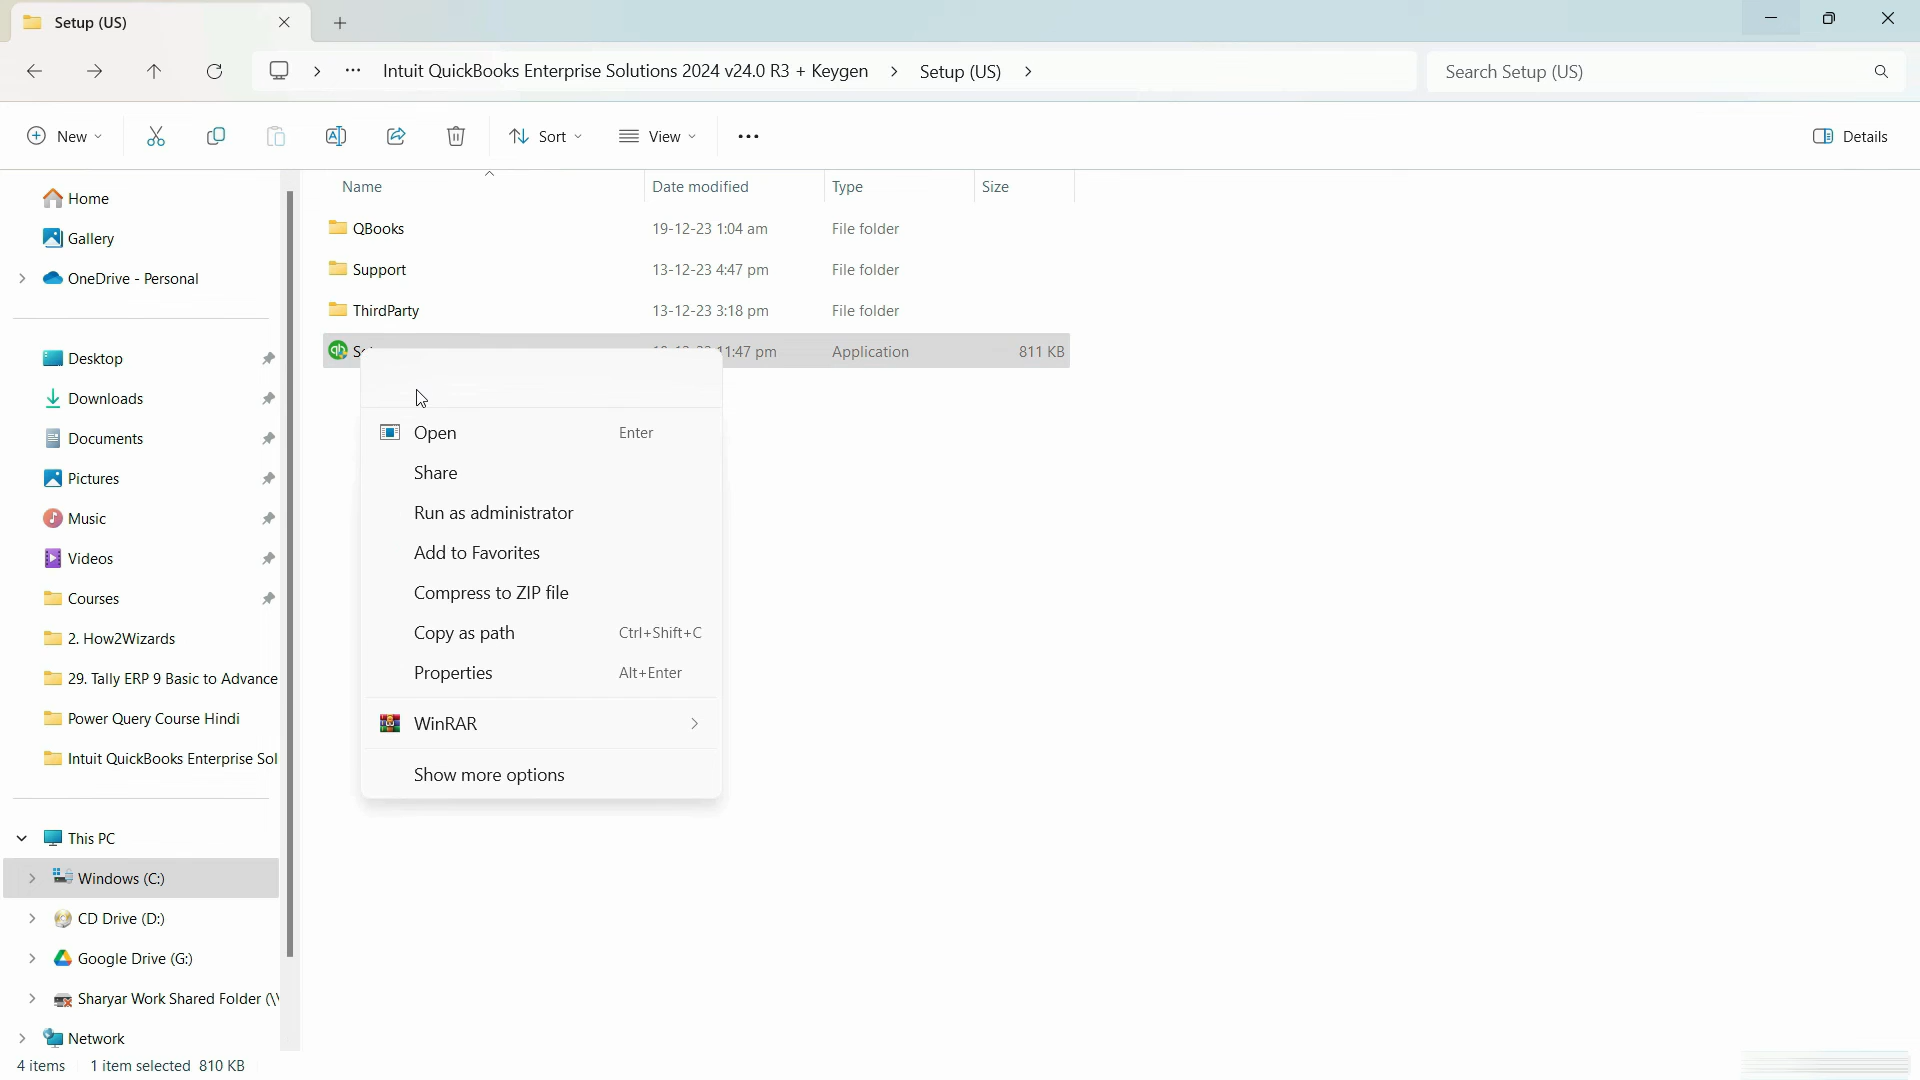 Setup (US)
Intuit QuickBooks Enterprise Solutions 2024 v24.0 R3 + Keygen
Setup (US)
Search Setup (US)
New
Sort
View
Details
Name
Date modified
Type
Size
Home
Gallery
OneDrive - Personal
Desktop
Downloads
Documents
Pictures
Music
Videos
Courses
2. How2Wizards
29. Tally ERP 9 Basic to Advance
Power Query Course Hindi
Intuit QuickBooks Enterprise Sol
This PC
Windows (C:)
CD Drive (D:)
Google Drive (G:)
Sharyar Work Shared Folder (\\
Network
QBooks 19-12-23 1:04 am File folder
Support 13-12-23 4:47 pm File folder
ThirdParty 13-12-23 3:18 pm File folder
11:47 pm Application 811 KB
Open Enter
Share
Run as administrator
Add to Favorites
Compress to ZIP file
Copy as path Ctrl+Shift+C
Properties Alt+Enter
WinRAR
Show more options
4 items 1 item selected 810 KB